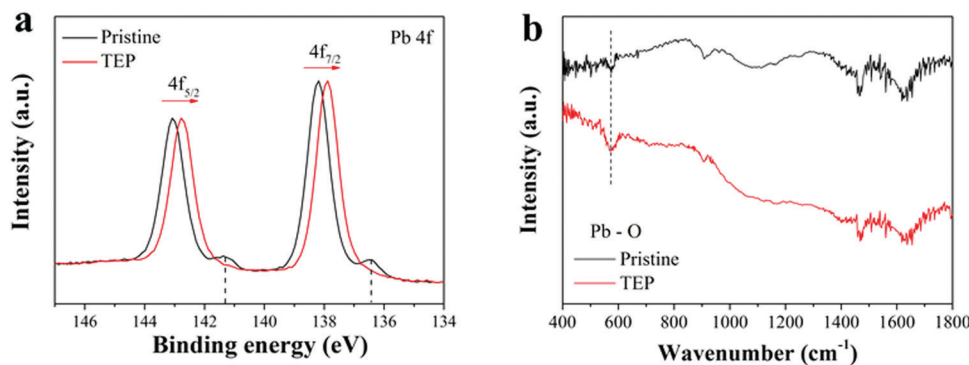 a
Pristine
TEP
Pb 4f
4f5/2
4f7/2
Intensity (a.u.)
146 144 142 140 138 136 134
Binding energy (eV)
b
Intensity (a.u.)
Pb - O
Pristine
TEP
400 600 800 1000 1200 1400 1600 1800
Wavenumber (cm-1)